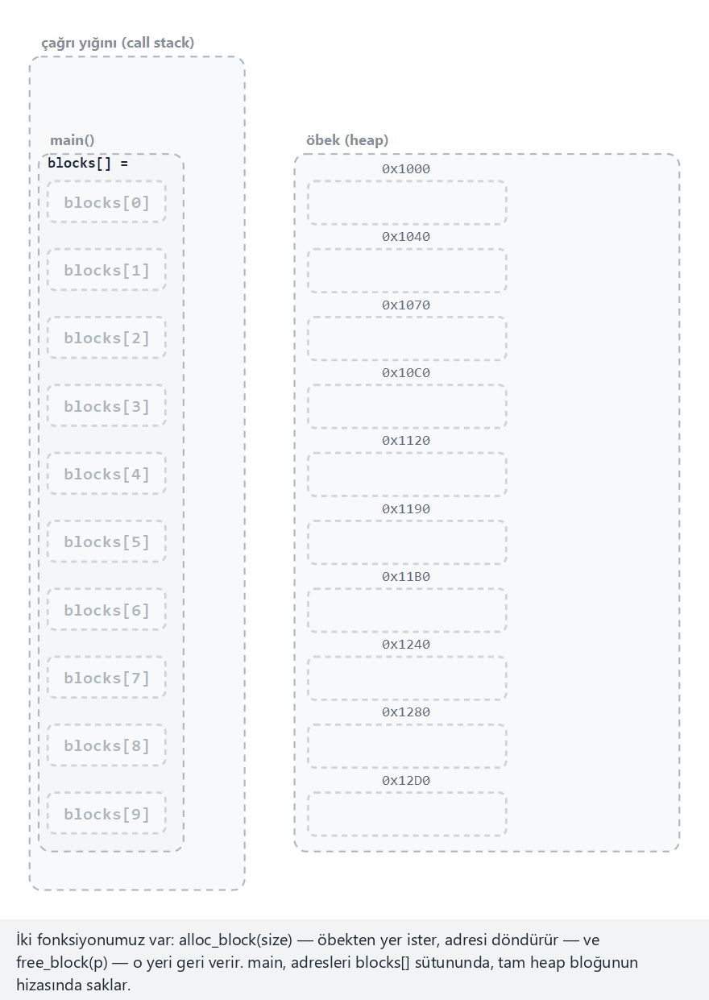 çağrı yığını (call stack)
main()
öbek (heap)
blocks[] =
0x1000
blocks[0]
0x1040
blocks[1]
0x1070
blocks[2]
0x10C0
blocks[3]
0x1120
blocks[4]
0x1190
blocks[5]
0x11B0
blocks[6]
0x1240
blocks[7]
0x1280
blocks[8]
0x12D0
blocks[9]
İki fonksiyonumuz var: alloc_block(size) — öbekten yer ister, adresi döndürür — ve
free_block(p) — o yeri geri verir. main, adresleri blocks[] sütununda, tam heap bloğunun
hizasında saklar.